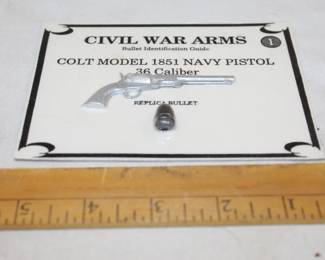 CIVIL WAR ARMS
1
Bullet Identification Guide
COLT MODEL 1851 NAVY PISTOL
36 Caliber
REPLICA BULLET
5 4 3 2 1